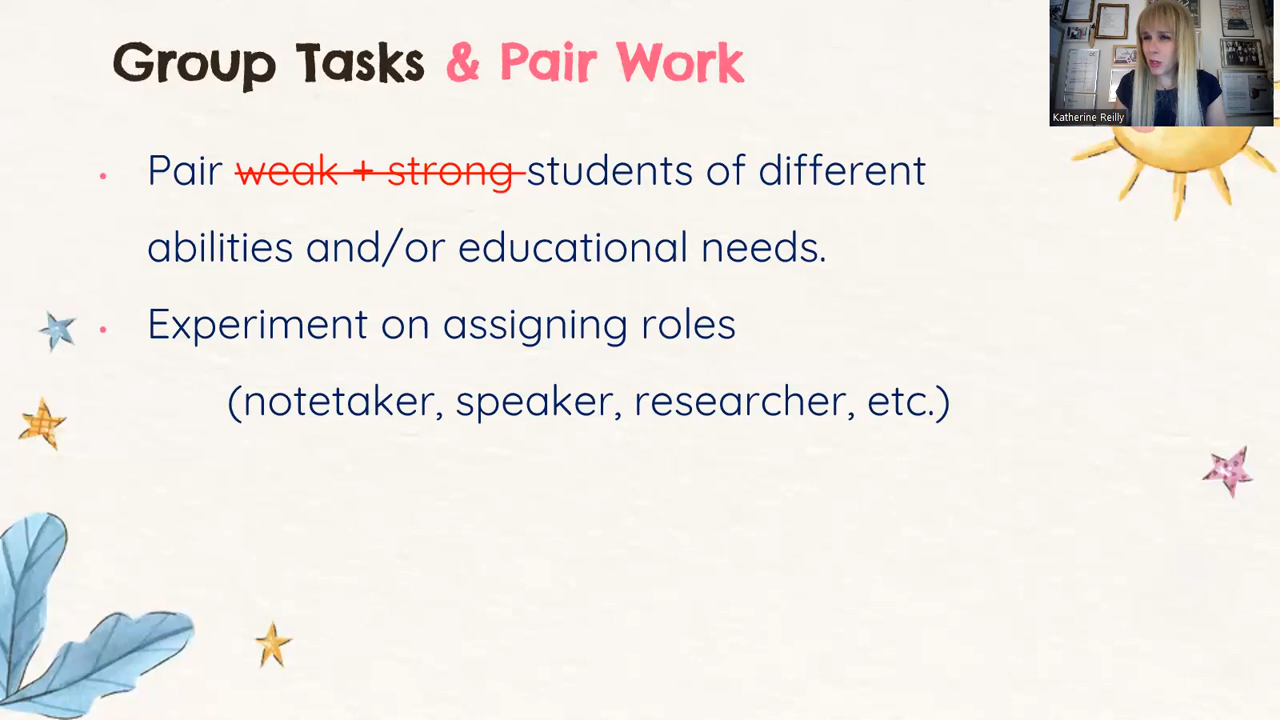 Group Tasks & Pair Work
Katherine Reilly
• Pair weak + strong students of different
abilities and/or educational needs.
• Experiment on assigning roles
(notetaker, speaker, researcher, etc.)